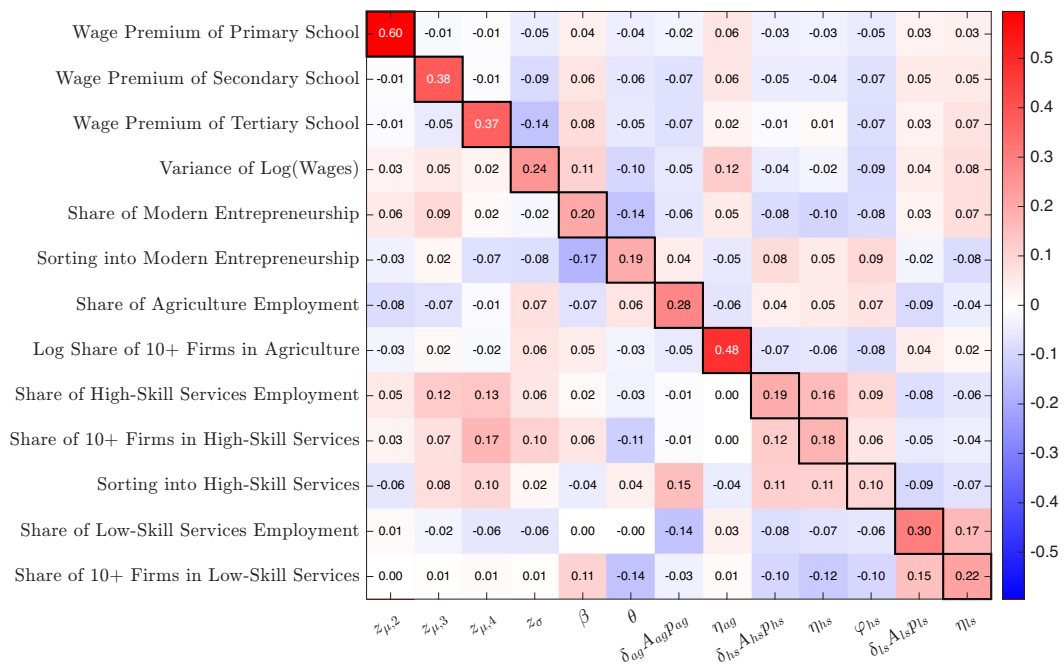 Wage Premium of Primary School 0.60 -0.01 -0.01 -0.05 0.04 -0.04 -0.02 0.06 -0.03 -0.03 -0.05 0.03 0.03
Wage Premium of Secondary School -0.01 0.38 -0.01 -0.09 0.06 -0.06 -0.07 0.06 -0.05 -0.04 -0.07 0.05 0.05
Wage Premium of Tertiary School -0.01 -0.05 0.37 -0.14 0.08 -0.05 -0.07 0.02 -0.01 0.01 -0.07 0.03 0.07
Variance of Log(Wages) 0.03 0.05 0.02 0.24 0.11 -0.10 -0.05 0.12 -0.04 -0.02 -0.09 0.04 0.08
Share of Modern Entrepreneurship 0.06 0.09 0.02 -0.02 0.20 -0.14 -0.06 0.05 -0.08 -0.10 -0.08 0.03 0.07
Sorting into Modern Entrepreneurship -0.03 0.02 -0.07 -0.08 -0.17 0.19 0.04 -0.05 0.08 0.05 0.09 -0.02 -0.08
Share of Agriculture Employment -0.08 -0.07 -0.01 0.07 -0.07 0.06 0.28 -0.06 0.04 0.05 0.07 -0.09 -0.04
Log Share of 10+ Firms in Agriculture -0.03 0.02 -0.02 0.06 0.05 -0.03 -0.05 0.48 -0.07 -0.06 -0.08 0.04 0.02
Share of High-Skill Services Employment 0.05 0.12 0.13 0.06 0.02 -0.03 -0.01 0.00 0.19 0.16 0.09 -0.08 -0.06
Share of 10+ Firms in High-Skill Services 0.03 0.07 0.17 0.10 0.06 -0.11 -0.01 0.00 0.12 0.18 0.06 -0.05 -0.04
Sorting into High-Skill Services -0.06 0.08 0.10 0.02 -0.04 0.04 0.15 -0.04 0.11 0.11 0.10 -0.09 -0.07
Share of Low-Skill Services Employment 0.01 -0.02 -0.06 -0.06 0.00 -0.00 -0.14 0.03 -0.08 -0.07 -0.06 0.30 0.17
Share of 10+ Firms in Low-Skill Services 0.00 0.01 0.01 0.01 0.11 -0.14 -0.03 0.01 -0.10 -0.12 -0.10 0.15 0.22
z_{μ,2} z_{μ,3} z_{μ,4} z_σ β θ δ_{ag}A_{ag}p_{ag} η_{ag} δ_{hs}A_{hs}p_{hs} η_{hs} φ_{hs} δ_{ls}A_{ls}p_{ls} η_{ls}
0.5
0.4
0.3
0.2
0.1
0
-0.1
-0.2
-0.3
-0.4
-0.5